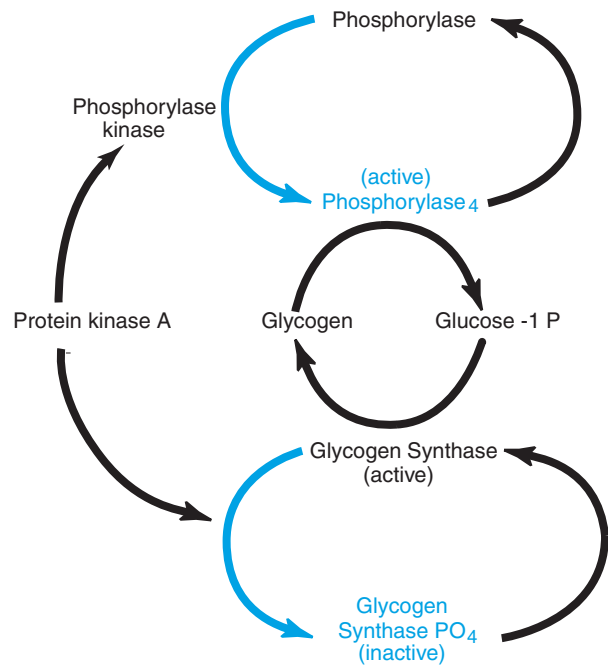 Phosphorylase
Phosphorylase
kinase
(active)
Phosphorylase4
Protein kinase A
Glycogen
Glucose -1 P
Glycogen Synthase
(active)
Glycogen
Synthase PO4
(inactive)